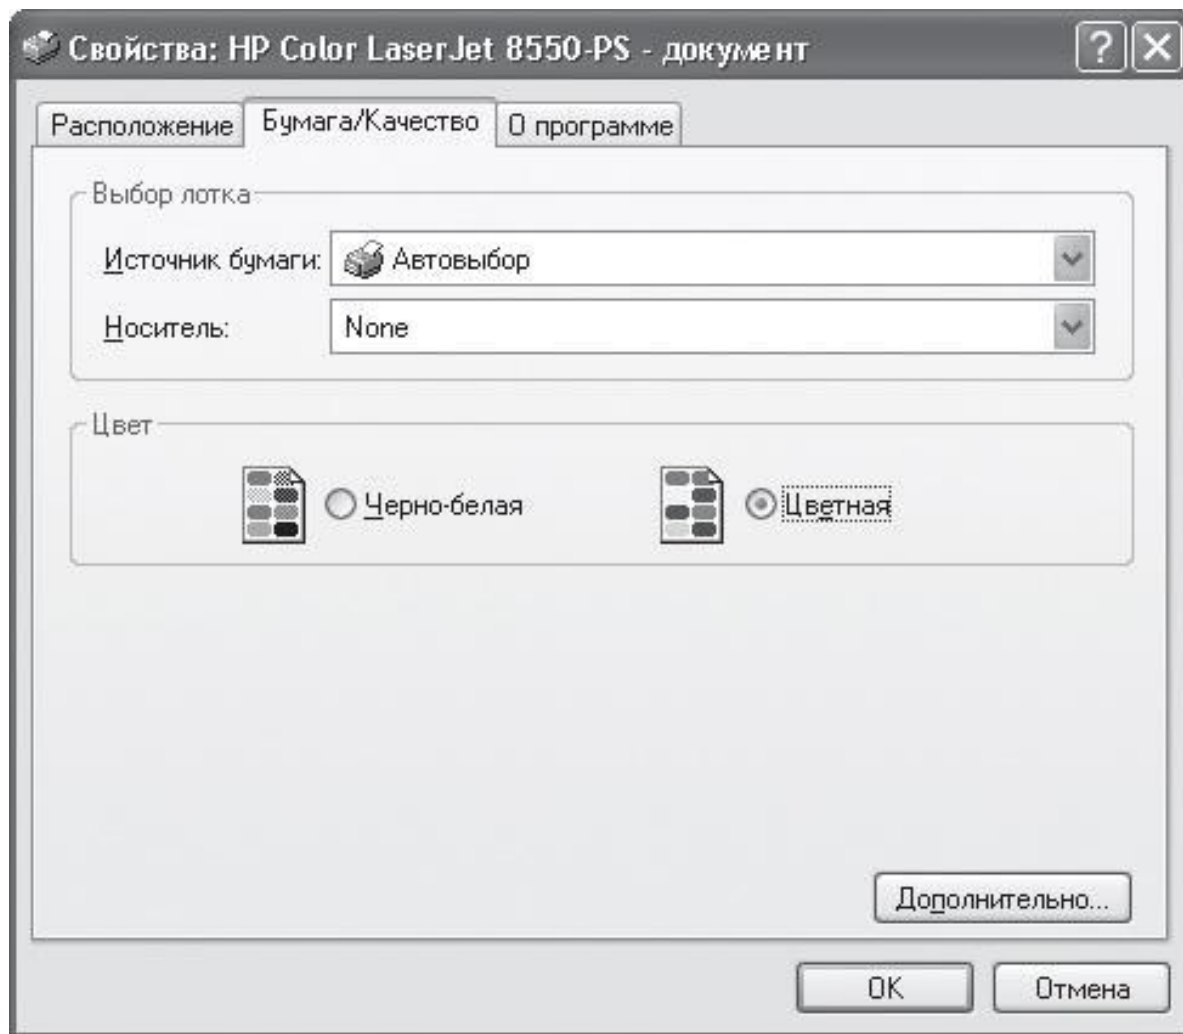 Свойства: HP Color LaserJet 8550-PS - документ
Расположение Бумага/Качество О программе
Выбор лотка
Источник бумаги: Автовыбор
Носитель: None
Цвет
Черно-белая Цветная
Дополнительно...
OK Отмена